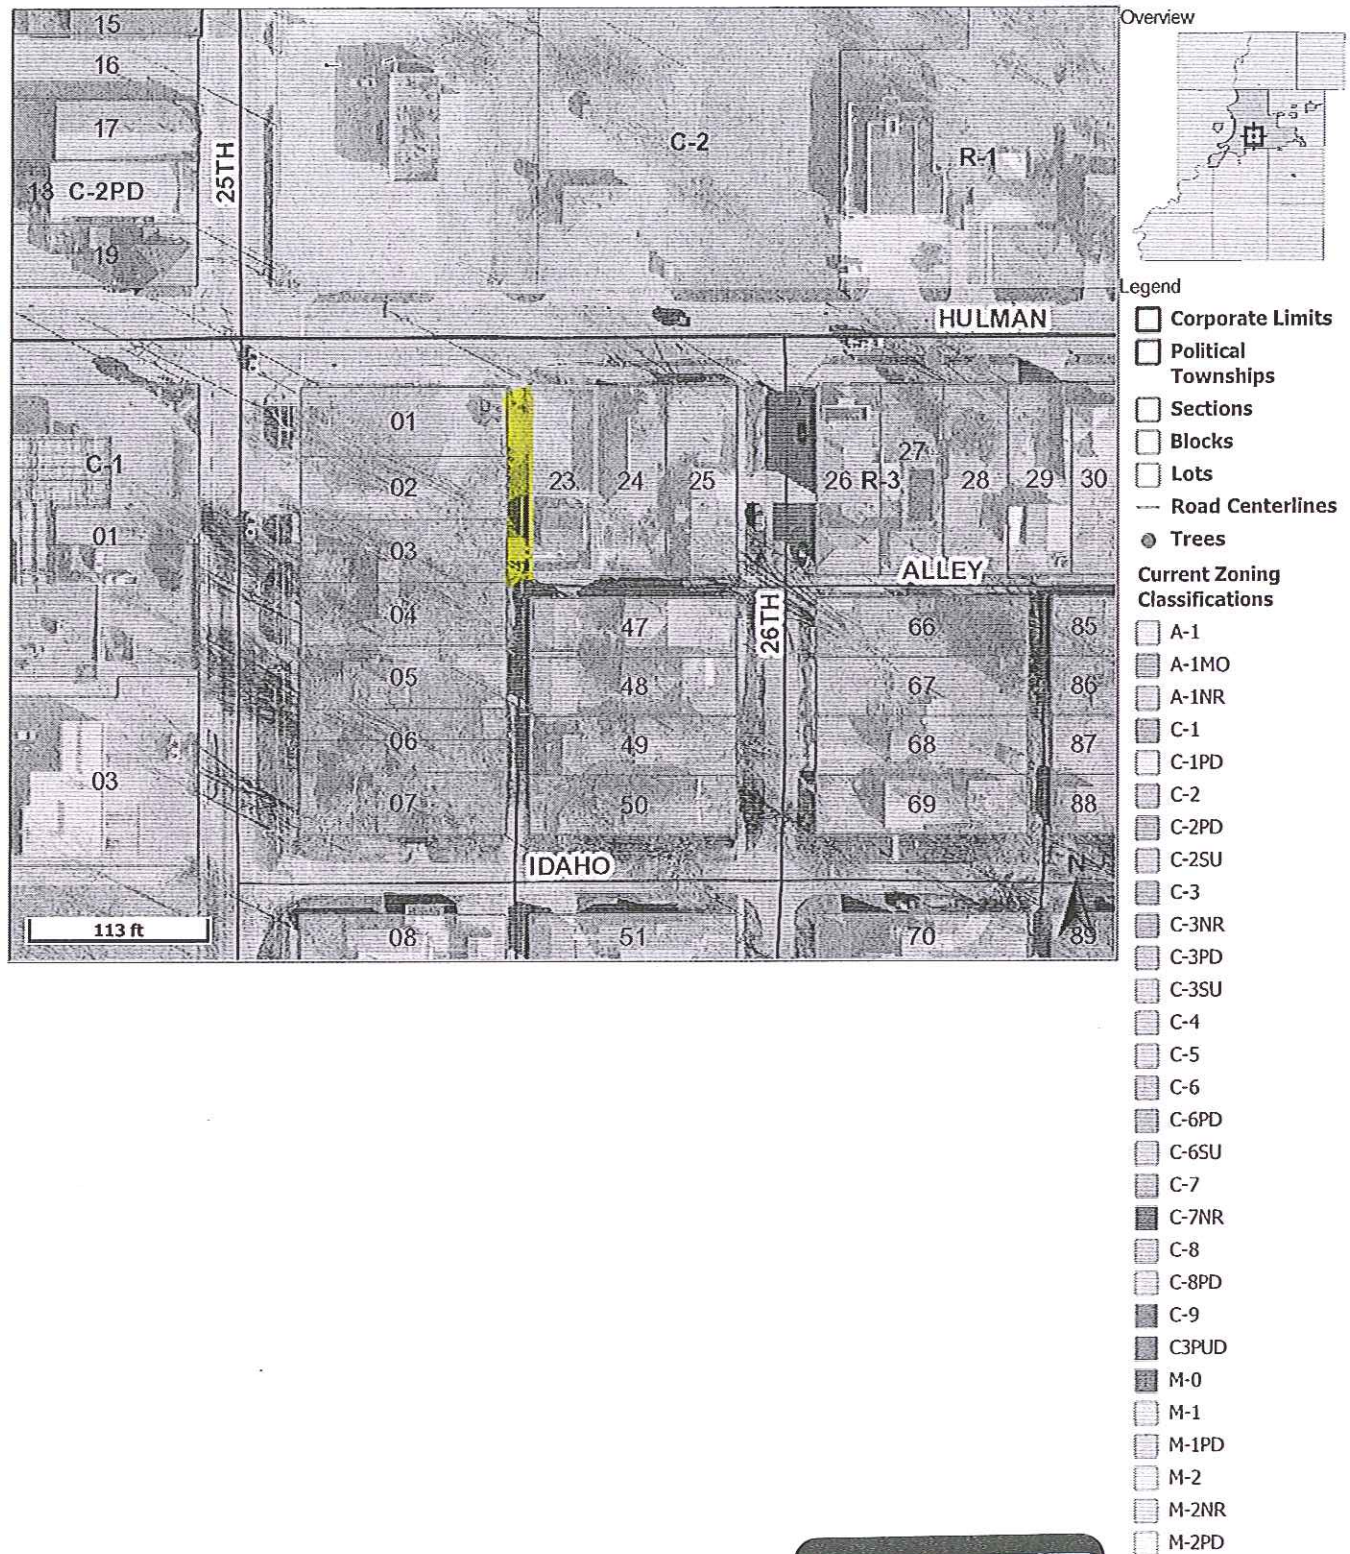 15
16
17
18 C-2PD
19
25TH
C-2
R-1
HULMAN
C-1
01
03
01
02
03
04
05
06
07
08
23
24
25
26 R-3
27
28
29
30
ALLEY
26TH
47
48
49
50
51
66
67
68
69
70
85
86
87
88
89
IDAHO
N
113 ft
Overview
Legend
Corporate Limits
Political
Townships
Sections
Blocks
Lots
Road Centerlines
Trees
Current Zoning
Classifications
A-1
A-1MO
A-1NR
C-1
C-1PD
C-2
C-2PD
C-2SU
C-3
C-3NR
C-3PD
C-3SU
C-4
C-5
C-6
C-6PD
C-6SU
C-7
C-7NR
C-8
C-8PD
C-9
C3PUD
M-0
M-1
M-1PD
M-2
M-2NR
M-2PD